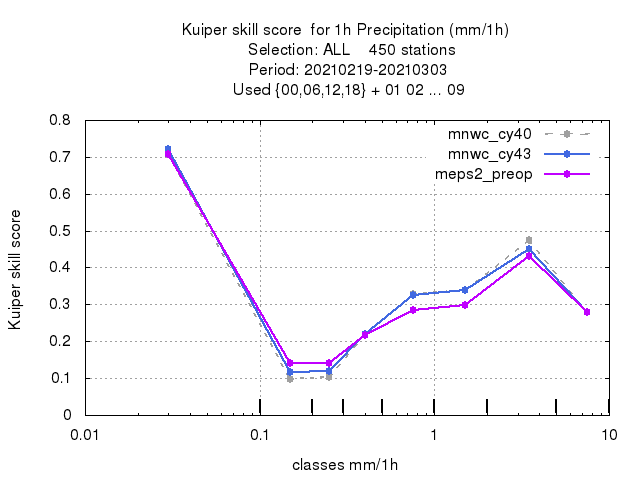 Kuiper skill score  for 1h Precipitation (mm/1h)
Selection: ALL    450 stations
Period: 20210219-20210303
Used {00,06,12,18} + 01 02 ... 09
mnwc_cy40
mnwc_cy43
meps2_preop
Kuiper skill score
0.8
0.7
0.6
0.5
0.4
0.3
0.2
0.1
0
0.01
0.1
1
10
classes mm/1h